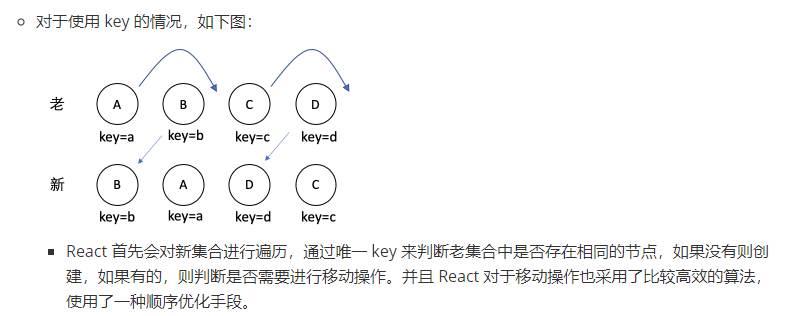 对于使用 key 的情况，如下图：
老 A B C D
key=a key=b key=c key=d
新 B A D C
key=b key=a key=d key=c
React 首先会对新集合进行遍历，通过唯一 key 来判断老集合中是否存在相同的节点，如果没有则创
建，如果有的，则判断是否需要进行移动操作。并且 React 对于移动操作也采用了比较高效的算法，
使用了一种顺序优化手段。